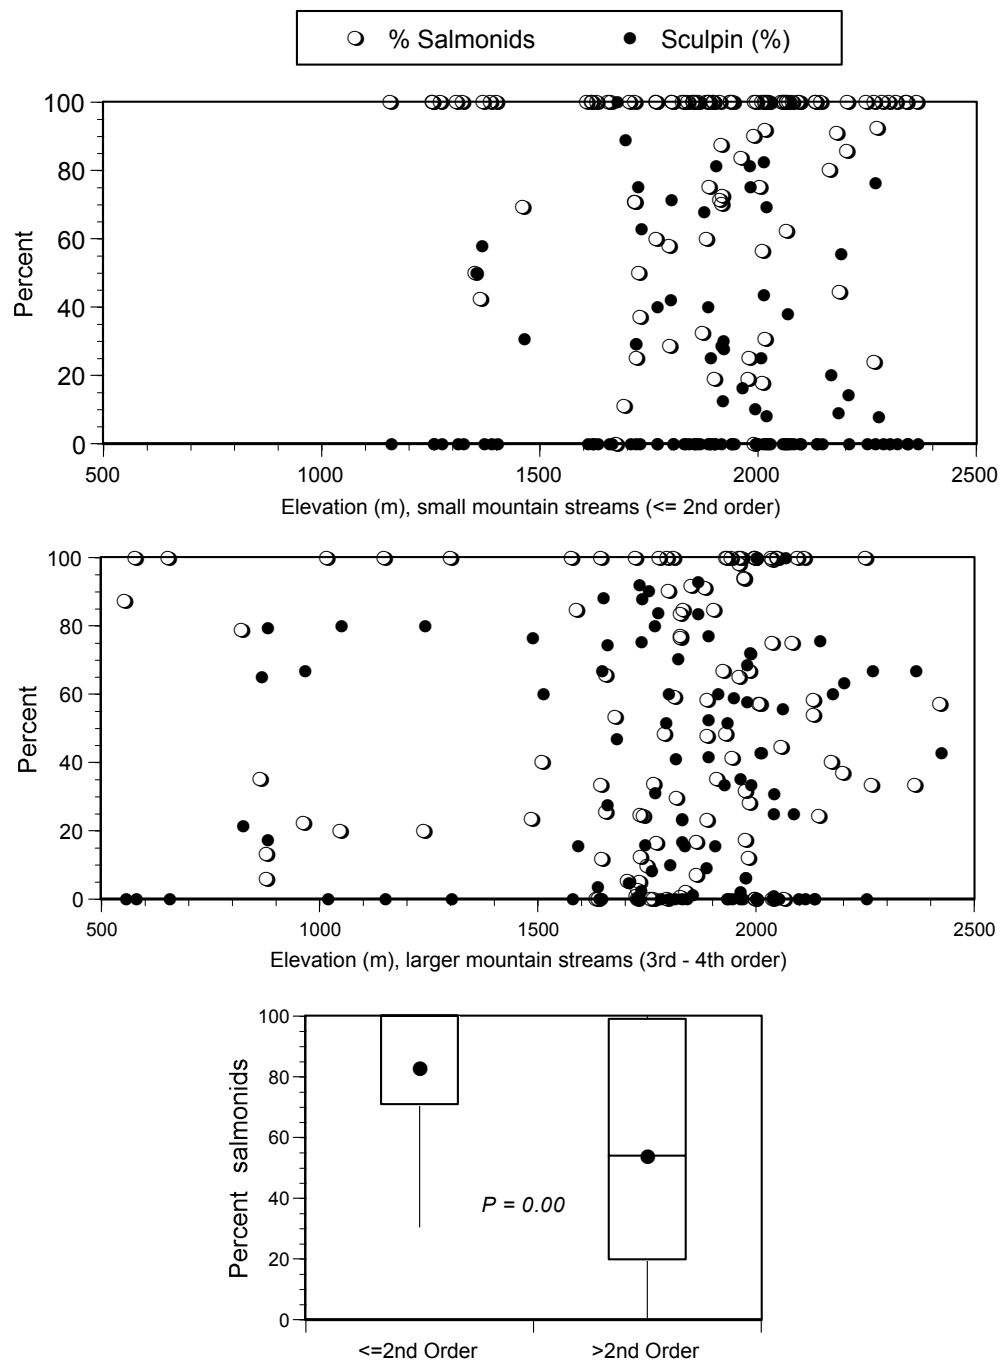 % Salmonids Sculpin (%)
100
80
60
40
20
0
Percent
500 1000 1500 2000 2500
Elevation (m), small mountain streams (<= 2nd order)
100
80
60
40
20
0
Percent
500 1000 1500 2000 2500
Elevation (m), larger mountain streams (3rd - 4th order)
100
80
60
40
20
0
Percent salmonids
P = 0.00
<=2nd Order >2nd Order